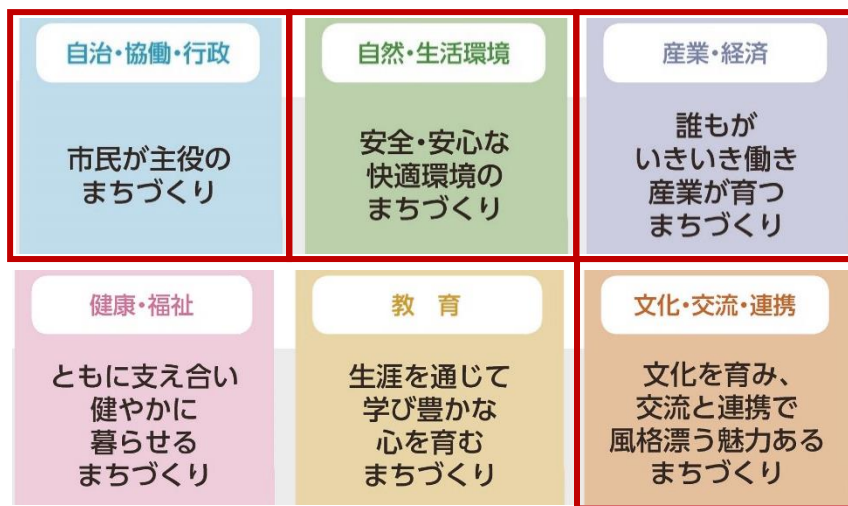 自治・協働・行政
市民が主役の
まちづくり
自然・生活環境
安全・安心な
快適環境の
まちづくり
産業・経済
誰もが
いきいき働き
産業が育つ
まちづくり
健康・福祉
ともに支え合い
健やかに
暮らせる
まちづくり
教　育
生涯を通じて
学び豊かな
心を育む
まちづくり
文化・交流・連携
文化を育み、
交流と連携で
風格漂う魅力ある
まちづくり